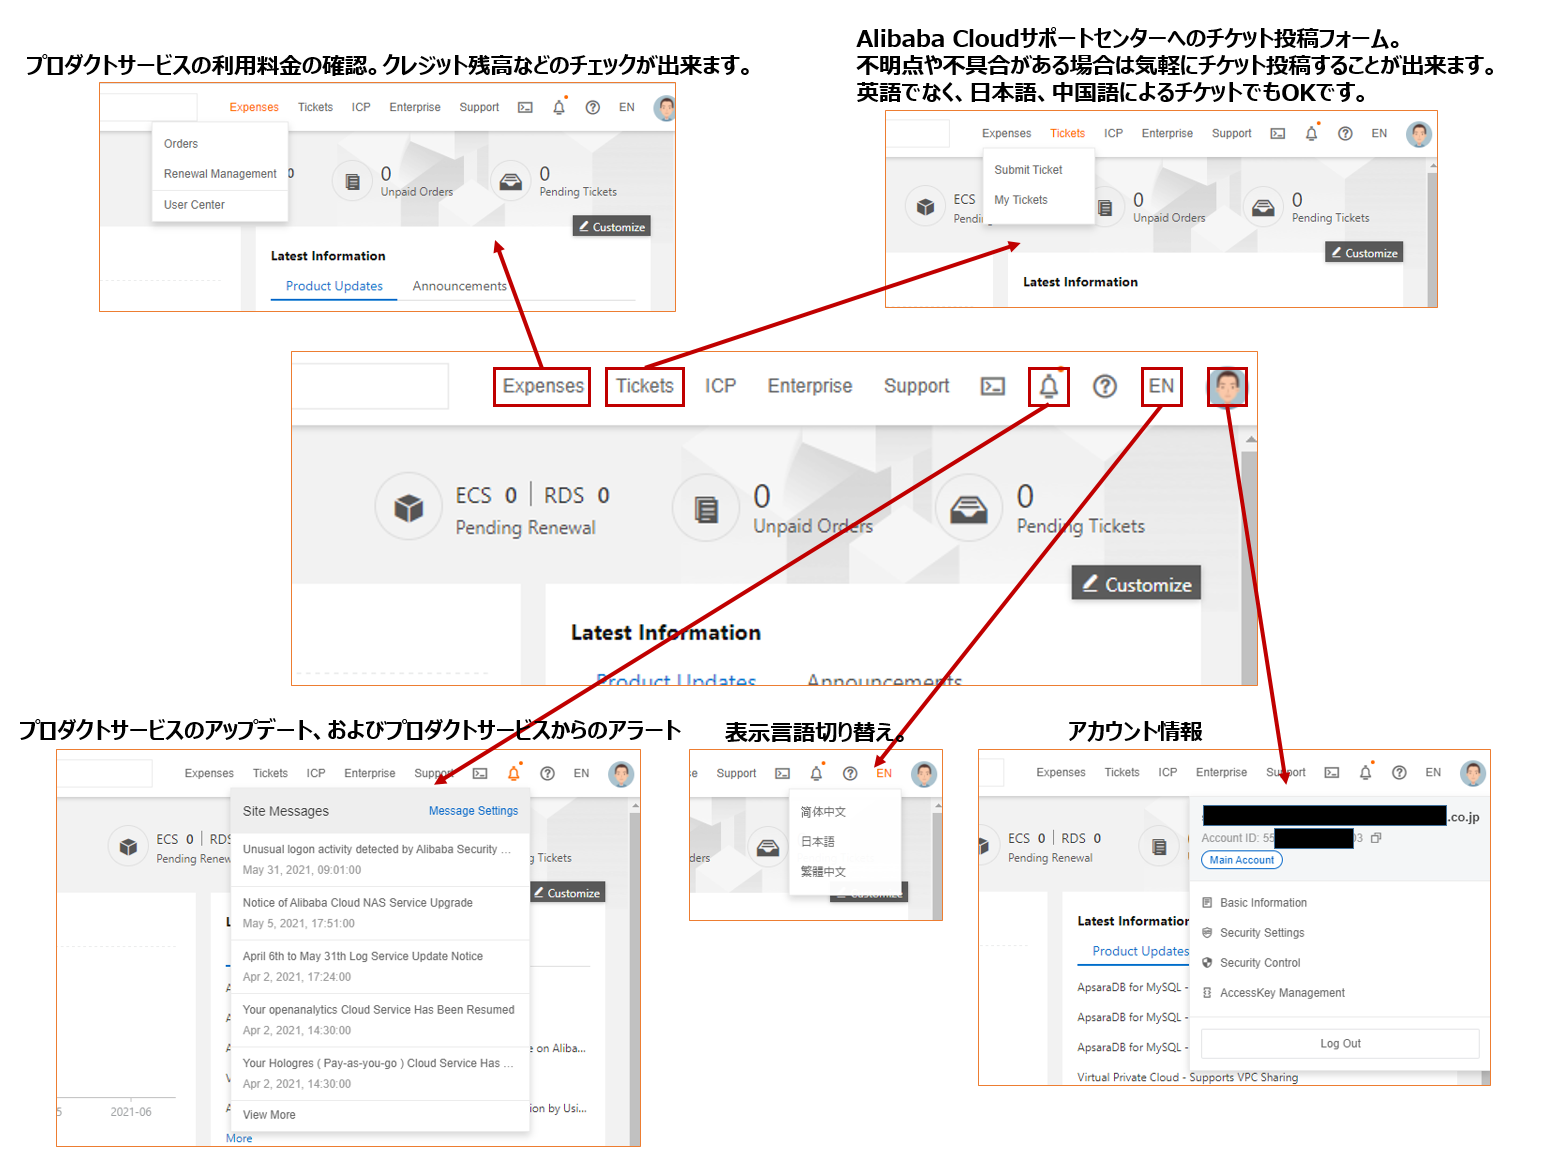 プロダクトサービスの利用料金の確認。クレジット残高などのチェックが出来ます。
Expenses Tickets ICP Enterprise Support EN
Orders
Renewal Management 0
User Center
0
Unpaid Orders
0
Pending Tickets
Customize
Latest Information
Product Updates Announcements
Alibaba Cloudサポートセンターへのチケット投稿フォーム。
不明点や不具合がある場合は気軽にチケット投稿することが出来ます。
英語でなく、日本語、中国語によるチケットでもOKです。
Expenses Tickets ICP Enterprise Support EN
Submit Ticket
My Tickets
ECS
Pendi
0
Unpaid Orders
0
Pending Tickets
Customize
Latest Information
Expenses Tickets ICP Enterprise Support EN
ECS 0 RDS 0
Pending Renewal
0
Unpaid Orders
0
Pending Tickets
Customize
Latest Information
Product Updates Announcements
プロダクトサービスのアップデート、およびプロダクトサービスからのアラート
Expenses Tickets ICP Enterprise Support EN
Site Messages Message Settings
ECS 0 RDS
Pending Renew
Unusual logon activity detected by Alibaba Security ...
May 31, 2021, 09:01:00
Notice of Alibaba Cloud NAS Service Upgrade
May 5, 2021, 17:51:00
April 6th to May 31th Log Service Update Notice
Apr 2, 2021, 17:24:00
Your openanalytics Cloud Service Has Been Resumed
Apr 2, 2021, 14:30:00
Your Hologres ( Pay-as-you-go ) Cloud Service Has ...
Apr 2, 2021, 14:30:00
View More
More
g Tickets
Customize
e on Aliba...
ion by Usi...
5 2021-06
表示言語切り替え。
se Support EN
简体中文
日本語
繁體中文
ders
Customize
アカウント情報
Expenses Tickets ICP Enterprise Support EN
.co.jp
Account ID: 55 03
Main Account
ECS 0 RDS 0
Pending Renewal
Basic Information
Security Settings
Security Control
AccessKey Management
Log Out
Latest Information
Product Updates
ApsaraDB for MySQL -
ApsaraDB for MySQL -
ApsaraDB for MySQL -
Virtual Private Cloud - Supports VPC Sharing